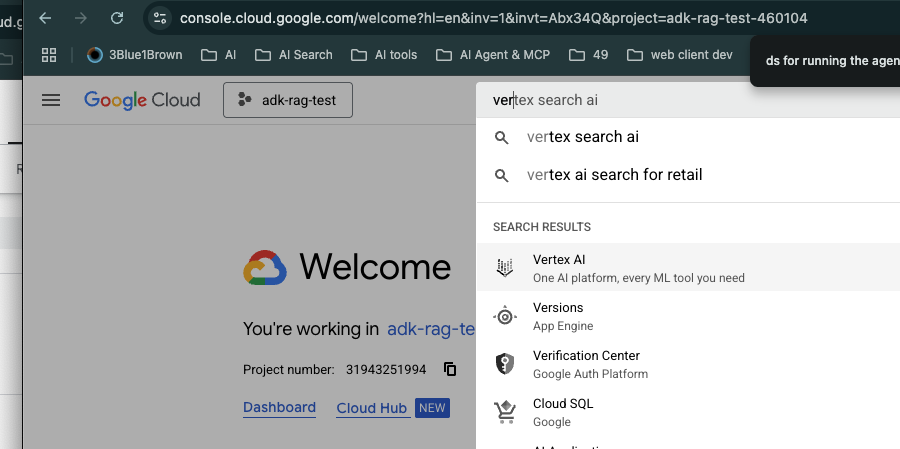 ud.g
console.cloud.google.com/welcome?hl=en&inv=1&invt=Abx34Q&project=adk-rag-test-460104
3Blue1Brown AI AI Search AI tools AI Agent & MCP 49 web client dev
ds for running the agen
Google Cloud adk-rag-test
vertex search ai
vertex search ai
vertex ai search for retail
SEARCH RESULTS
Vertex AI
One AI platform, every ML tool you need
Versions
App Engine
Verification Center
Google Auth Platform
Cloud SQL
Google
Welcome
You're working in adk-rag-te
Project number: 31943251994
Dashboard Cloud Hub NEW